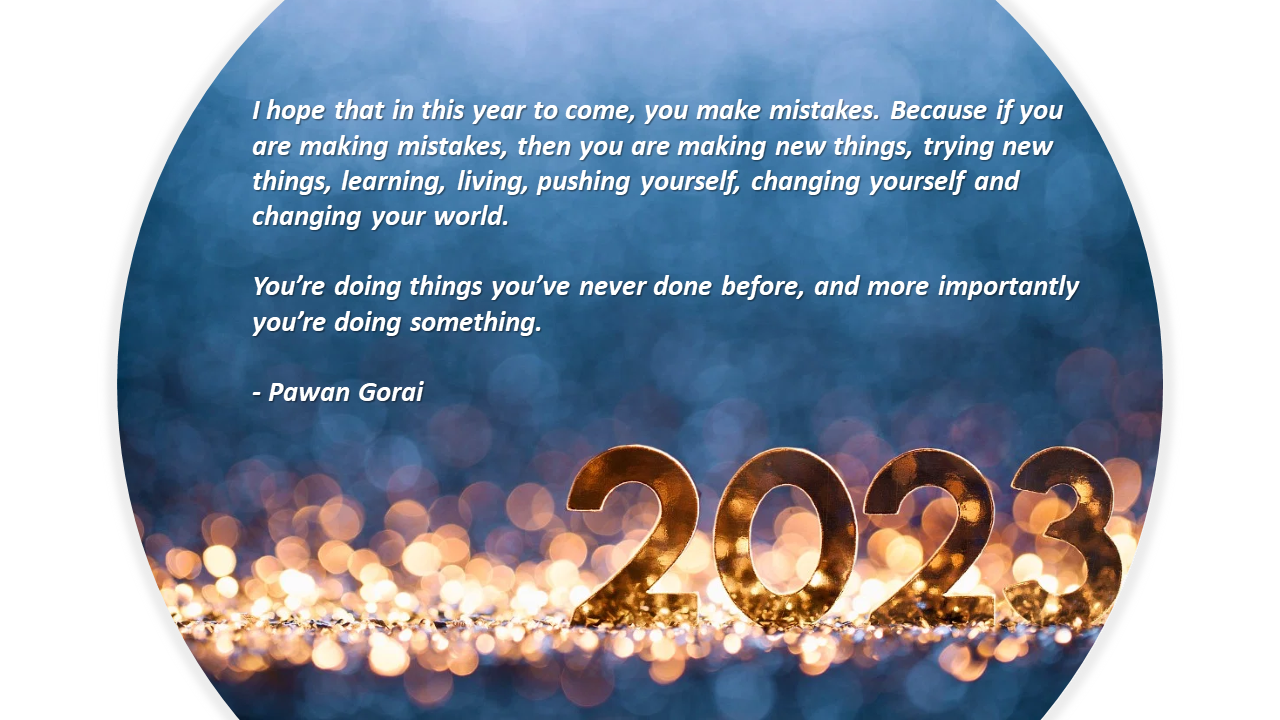 I hope that in this year to come, you make mistakes. Because if you
are making mistakes, then you are making new things, trying new
things, learning, living, pushing yourself, changing yourself and
changing your world.
You’re doing things you’ve never done before, and more importantly
you’re doing something.
- Pawan Gorai
2023